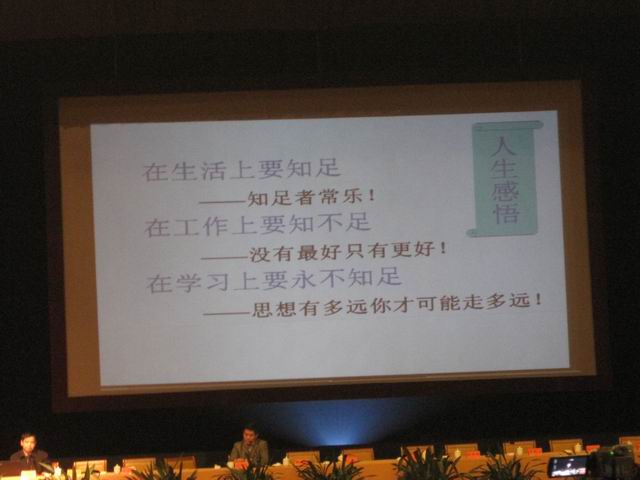 人生感悟
在生活上要知足
——知足者常乐！
在工作上要知不足
——没有最好只有更好！
在学习上要永不知足
——思想有多远你才可能走多远！